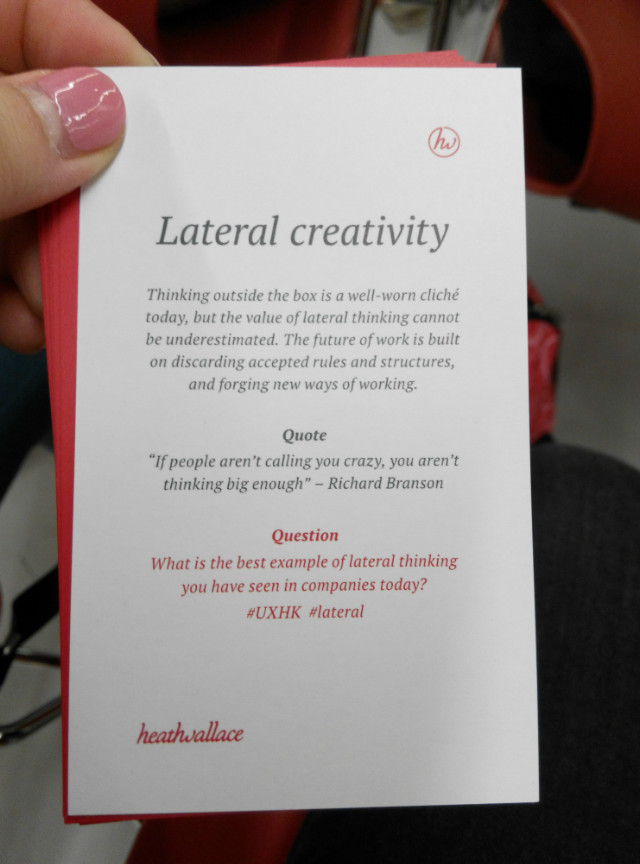 hw
Lateral creativity
Thinking outside the box is a well-worn cliché
today, but the value of lateral thinking cannot
be underestimated. The future of work is built
on discarding accepted rules and structures,
and forging new ways of working.
Quote
“If people aren’t calling you crazy, you aren’t
thinking big enough” – Richard Branson
Question
What is the best example of lateral thinking
you have seen in companies today?
#UXHK #lateral
heathwallace